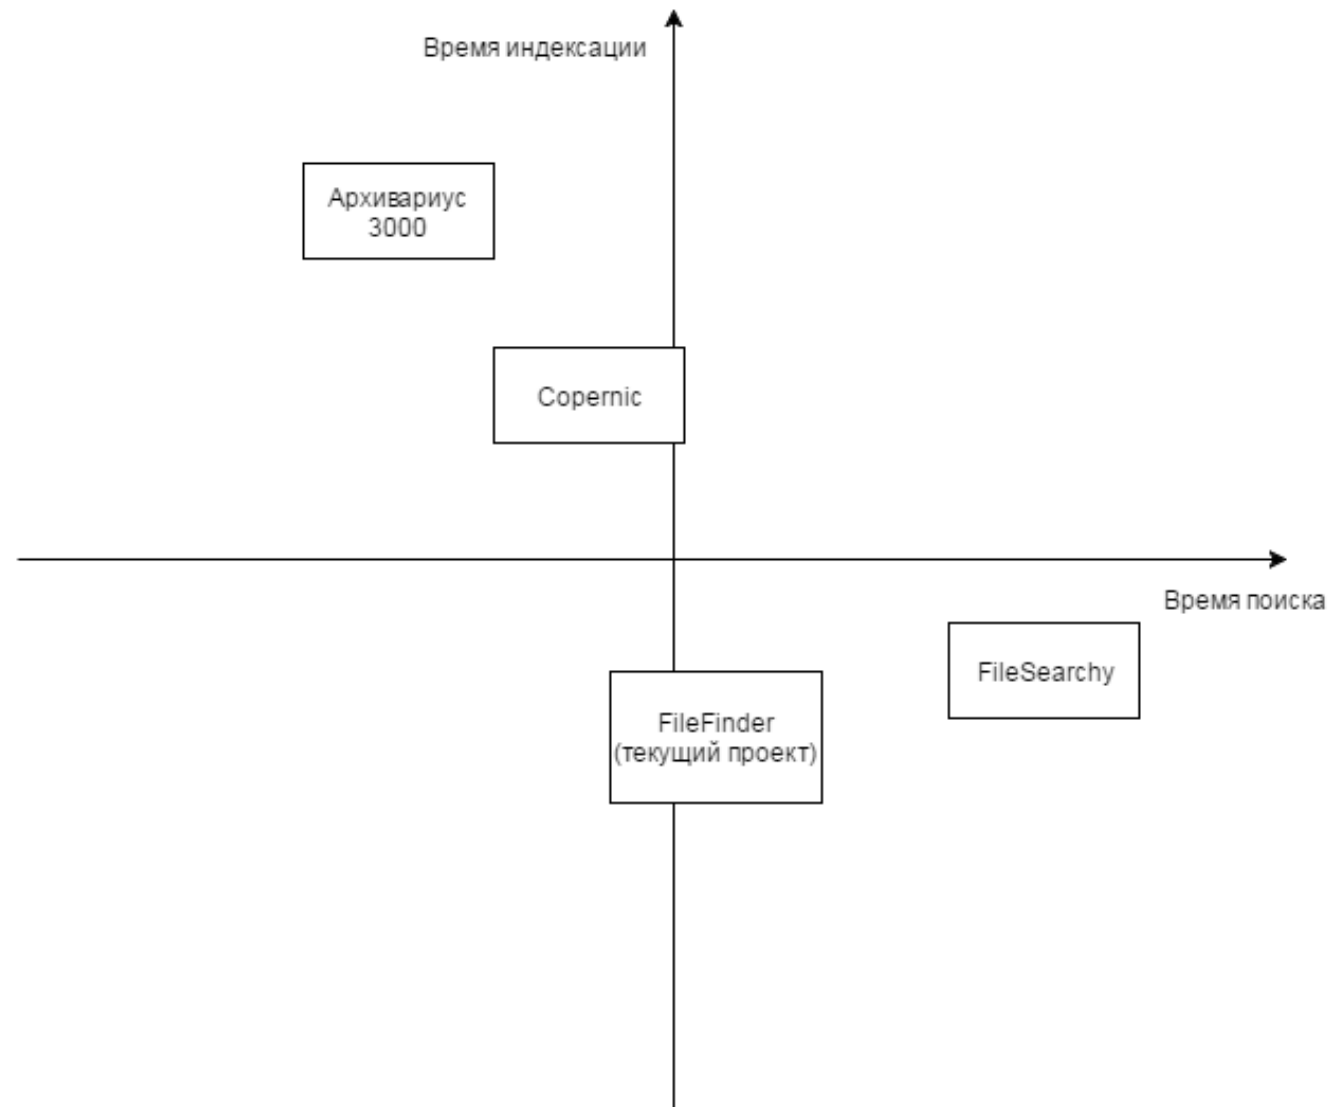 Время индексации
Архивариус
3000
Copernic
Время поиска
FileSearchy
FileFinder
(текущий проект)